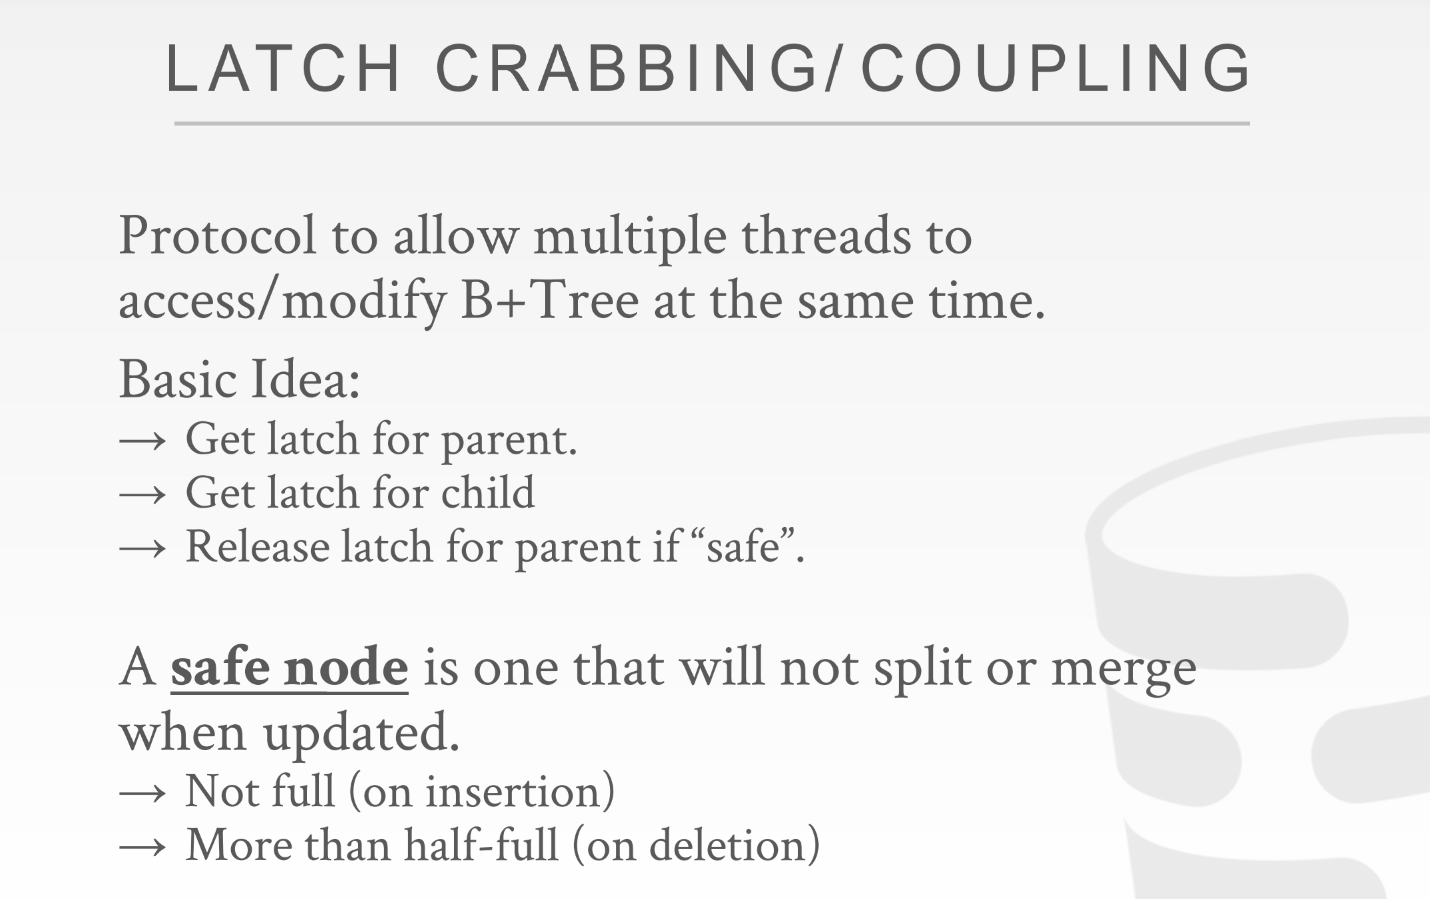 LATCH CRABBING/COUPLING
Protocol to allow multiple threads to
access/modify B+Tree at the same time.
Basic Idea:
→ Get latch for parent.
→ Get latch for child
→ Release latch for parent if “safe”.
A safe node is one that will not split or merge
when updated.
→ Not full (on insertion)
→ More than half-full (on deletion)